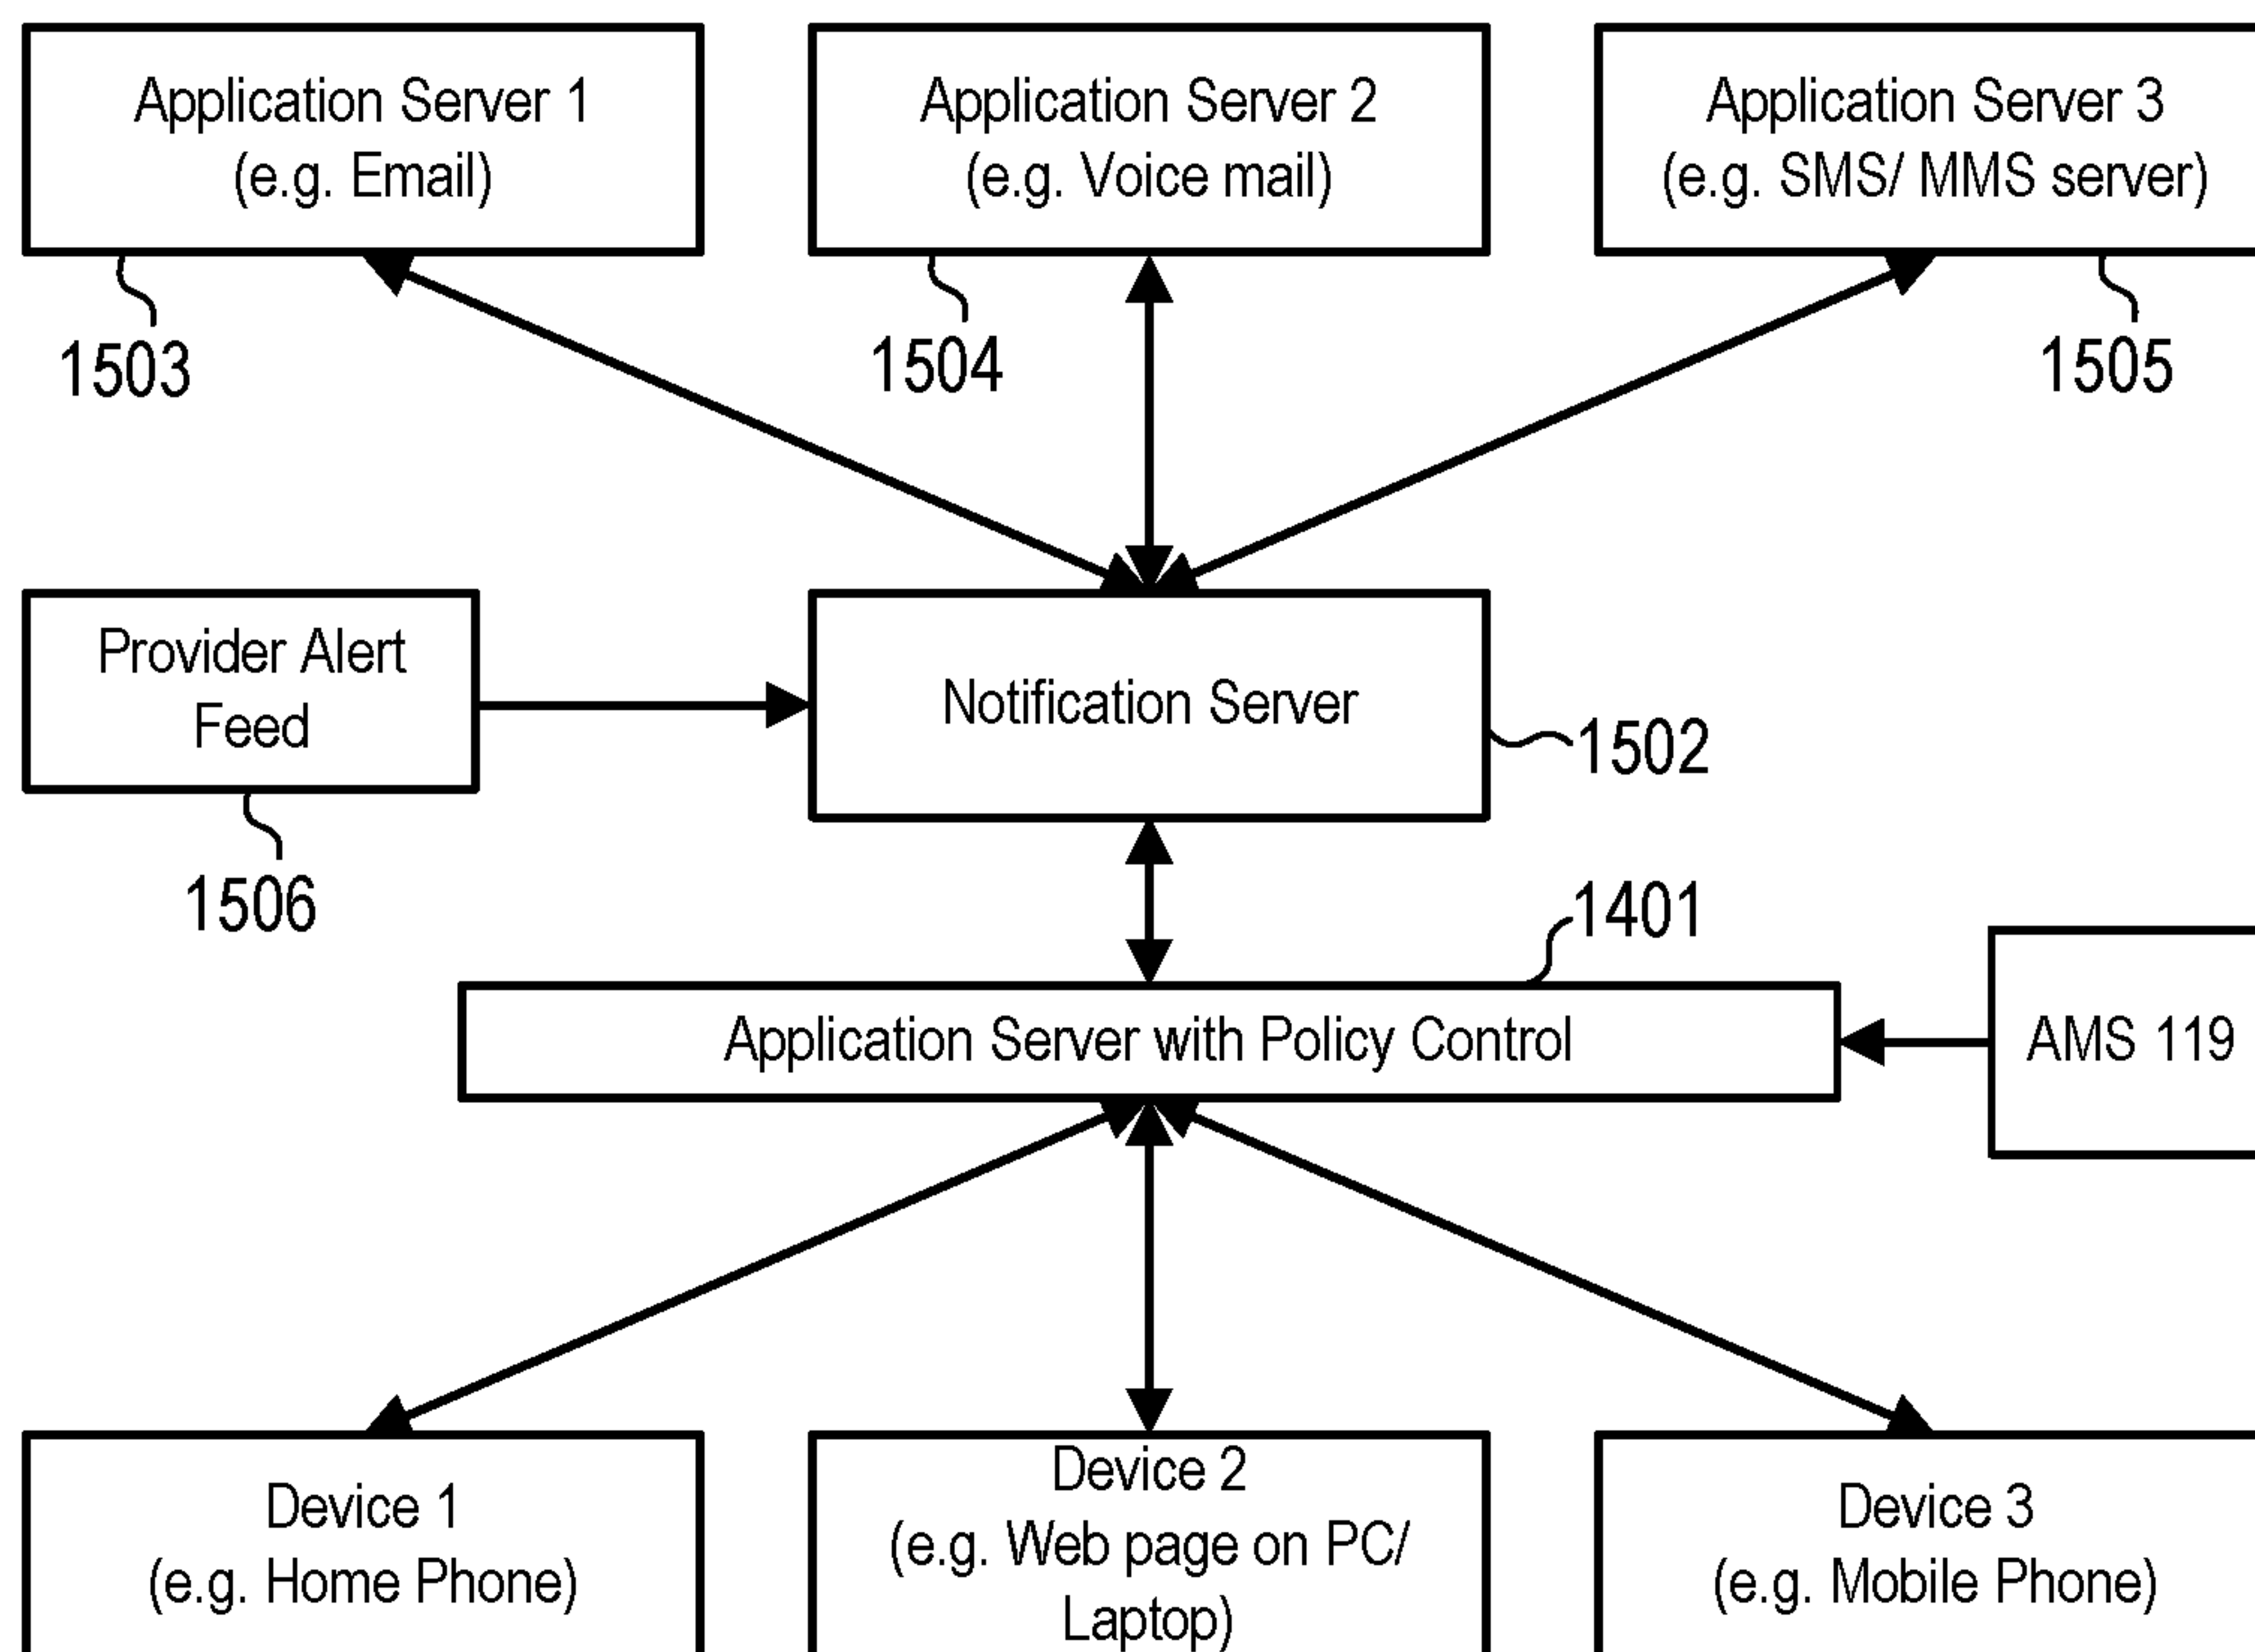 Application Server 1
(e.g. Email)
Application Server 2
(e.g. Voice mail)
Application Server 3
(e.g. SMS/ MMS server)
1503
1504
1505
Provider Alert
Feed
Notification Server
1502
1506
1401
Application Server with Policy Control
AMS 119
Device 1
(e.g. Home Phone)
Device 2
(e.g. Web page on PC/
Laptop)
Device 3
(e.g. Mobile Phone)